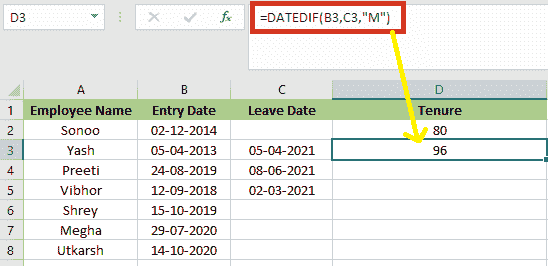 D3 fx =DATEDIF(B3,C3,"M")
A B C D
1 Employee Name Entry Date Leave Date Tenure
2 Sonoo 02-12-2014 80
3 Yash 05-04-2013 05-04-2021 96
4 Preeti 24-08-2019 08-06-2021
5 Vibhor 12-09-2018 02-03-2021
6 Shrey 15-10-2019
7 Megha 29-07-2020
8 Utkarsh 14-10-2020